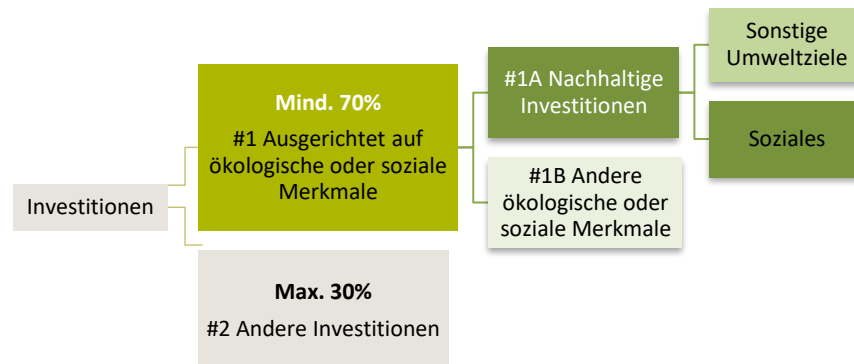 Investitionen
Mind. 70%
#1 Ausgerichtet auf
ökologische oder soziale
Merkmale
Max. 30%
#2 Andere Investitionen
#1A Nachhaltige
Investitionen
#1B Andere
ökologische oder
soziale Merkmale
Sonstige
Umweltziele
Soziales